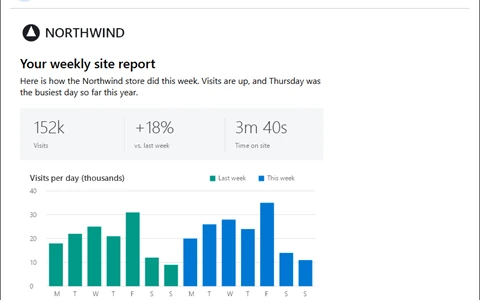 NORTHWIND
Your weekly site report
Here is how the Northwind store did this week. Visits are up, and Thursday was
the busiest day so far this year.
152k +18% 3m 40s
Visits vs. last week Time on site
Visits per day (thousands) Last week This week
40
30
20
10
0
M T W T F S S M T W T F S S